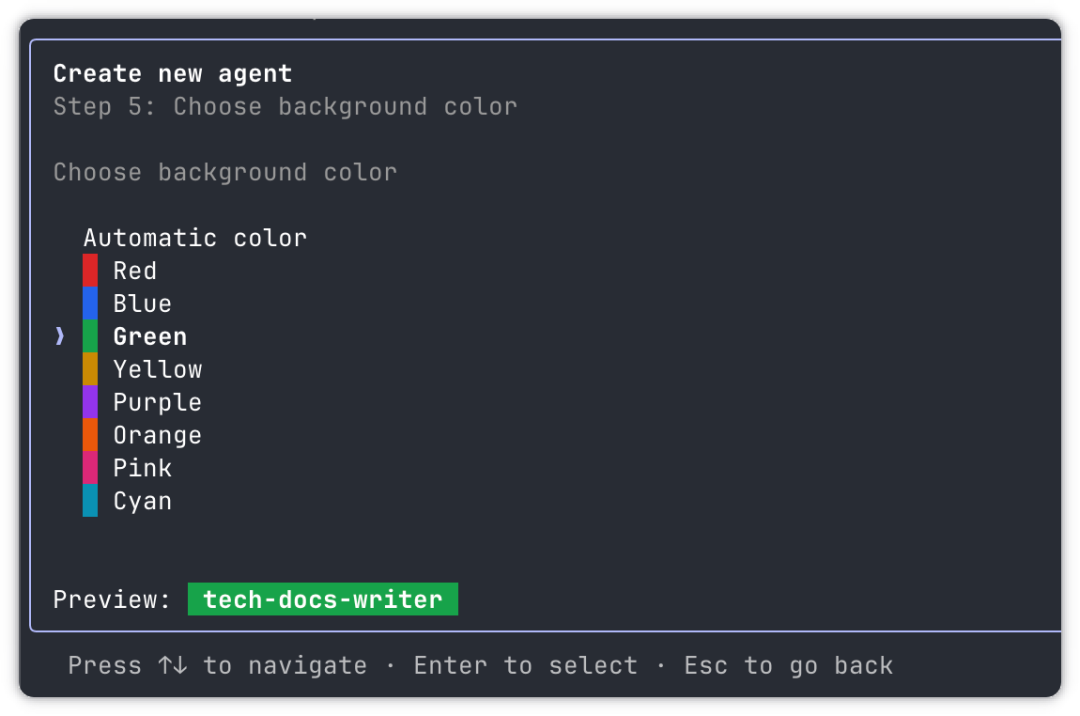 Create new agent
Step 5: Choose background color
Choose background color
Automatic color
Red
Blue
❯ Green
Yellow
Purple
Orange
Pink
Cyan
Preview: tech-docs-writer
Press ↑↓ to navigate · Enter to select · Esc to go back